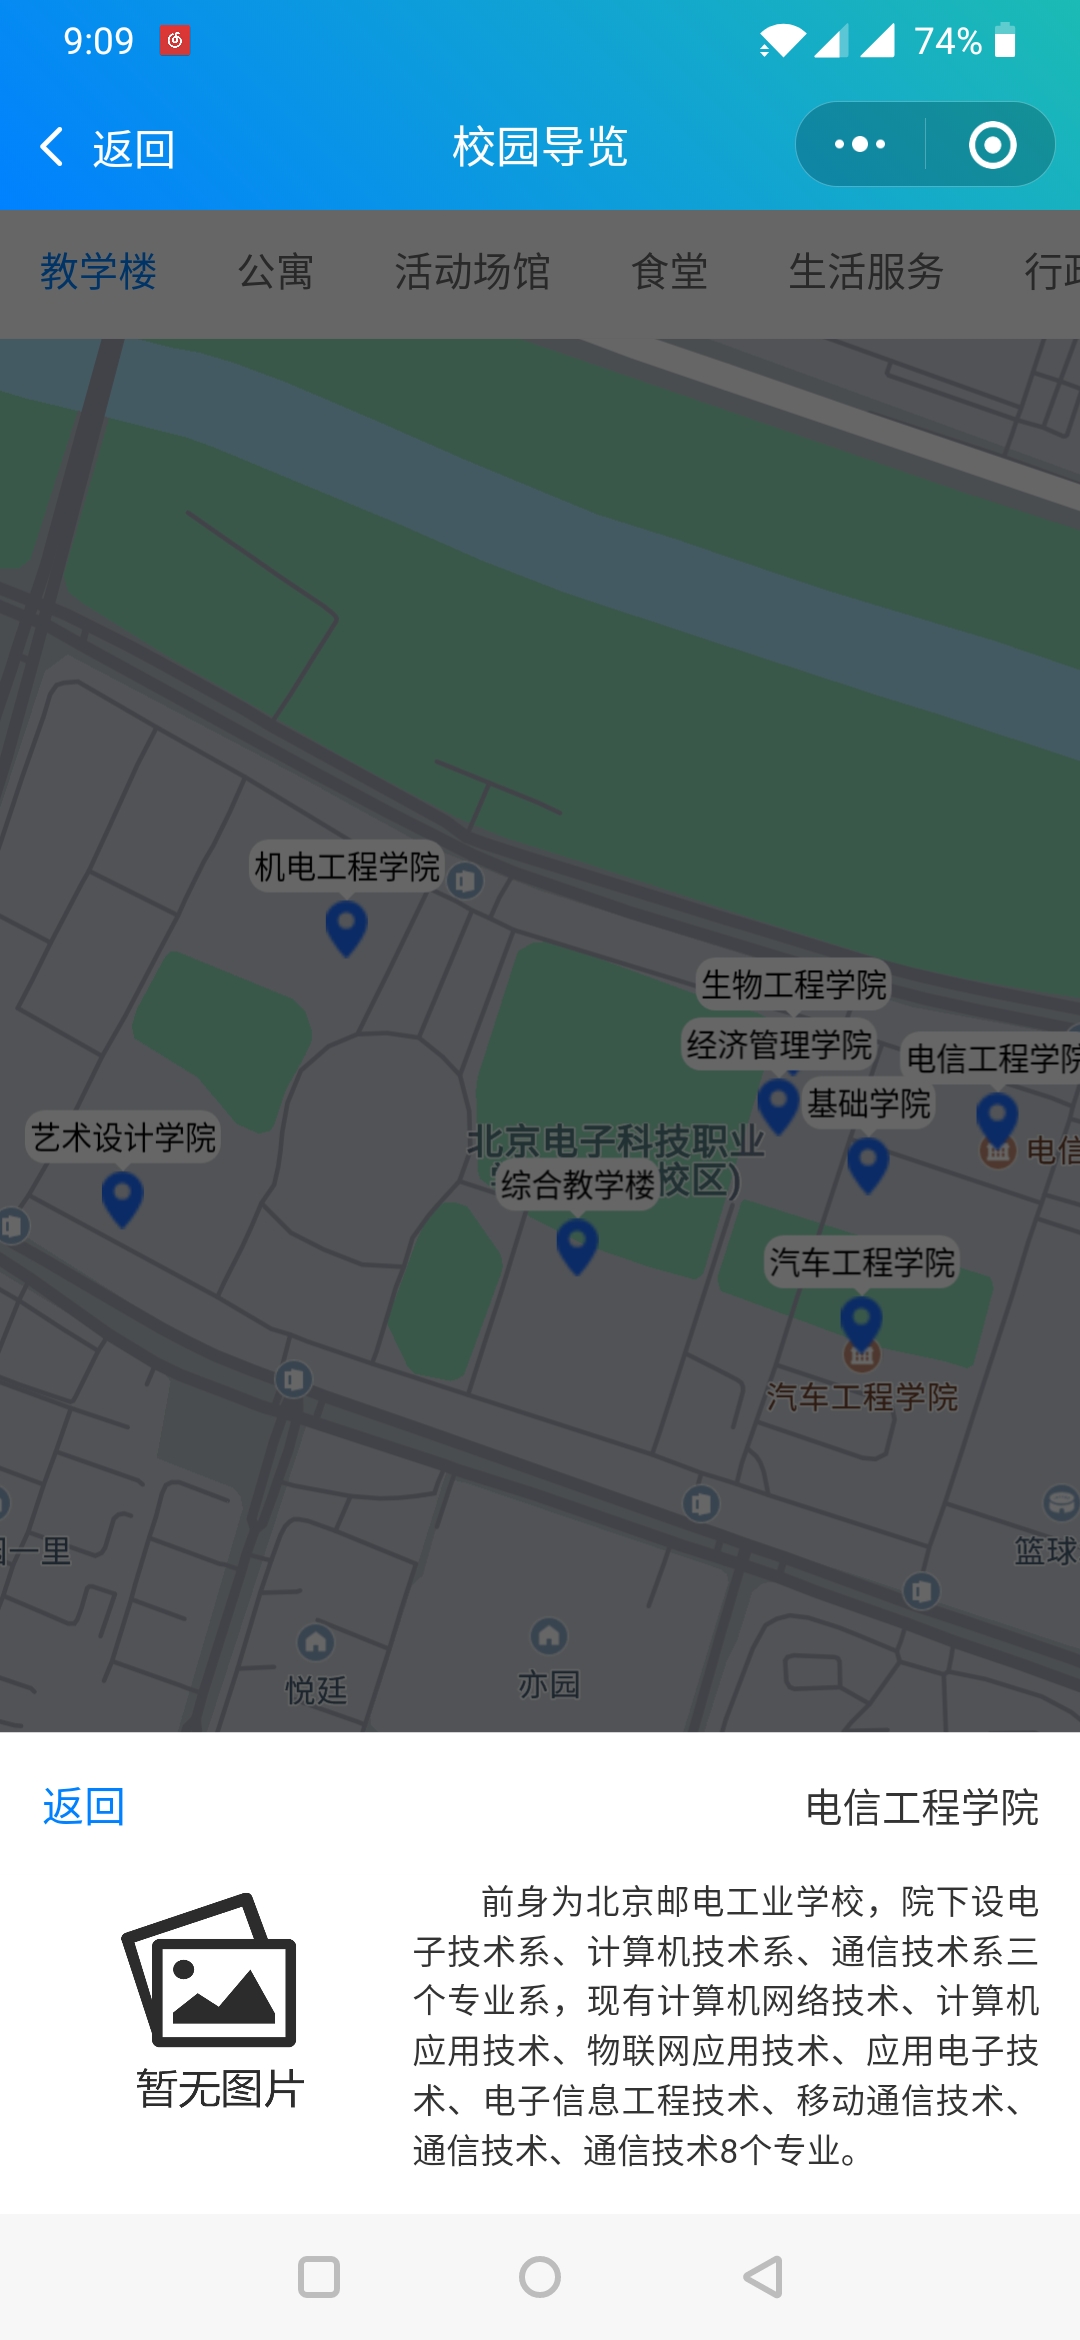 9:09
74%
返回
校园导览
教学楼 公寓 活动场馆 食堂 生活服务 行政
机电工程学院
生物工程学院
经济管理学院
电信工程学院
基础学院
艺术设计学院
北京电子科技职业
电信
综合教学楼
校区)
汽车工程学院
汽车工程学院
一里
篮球
悦廷
亦园
返回
电信工程学院
前身为北京邮电工业学校，院下设电
子技术系、计算机技术系、通信技术系三
个专业系，现有计算机网络技术、计算机
应用技术、物联网应用技术、应用电子技
术、电子信息工程技术、移动通信技术、
通信技术、通信技术8个专业。
暂无图片